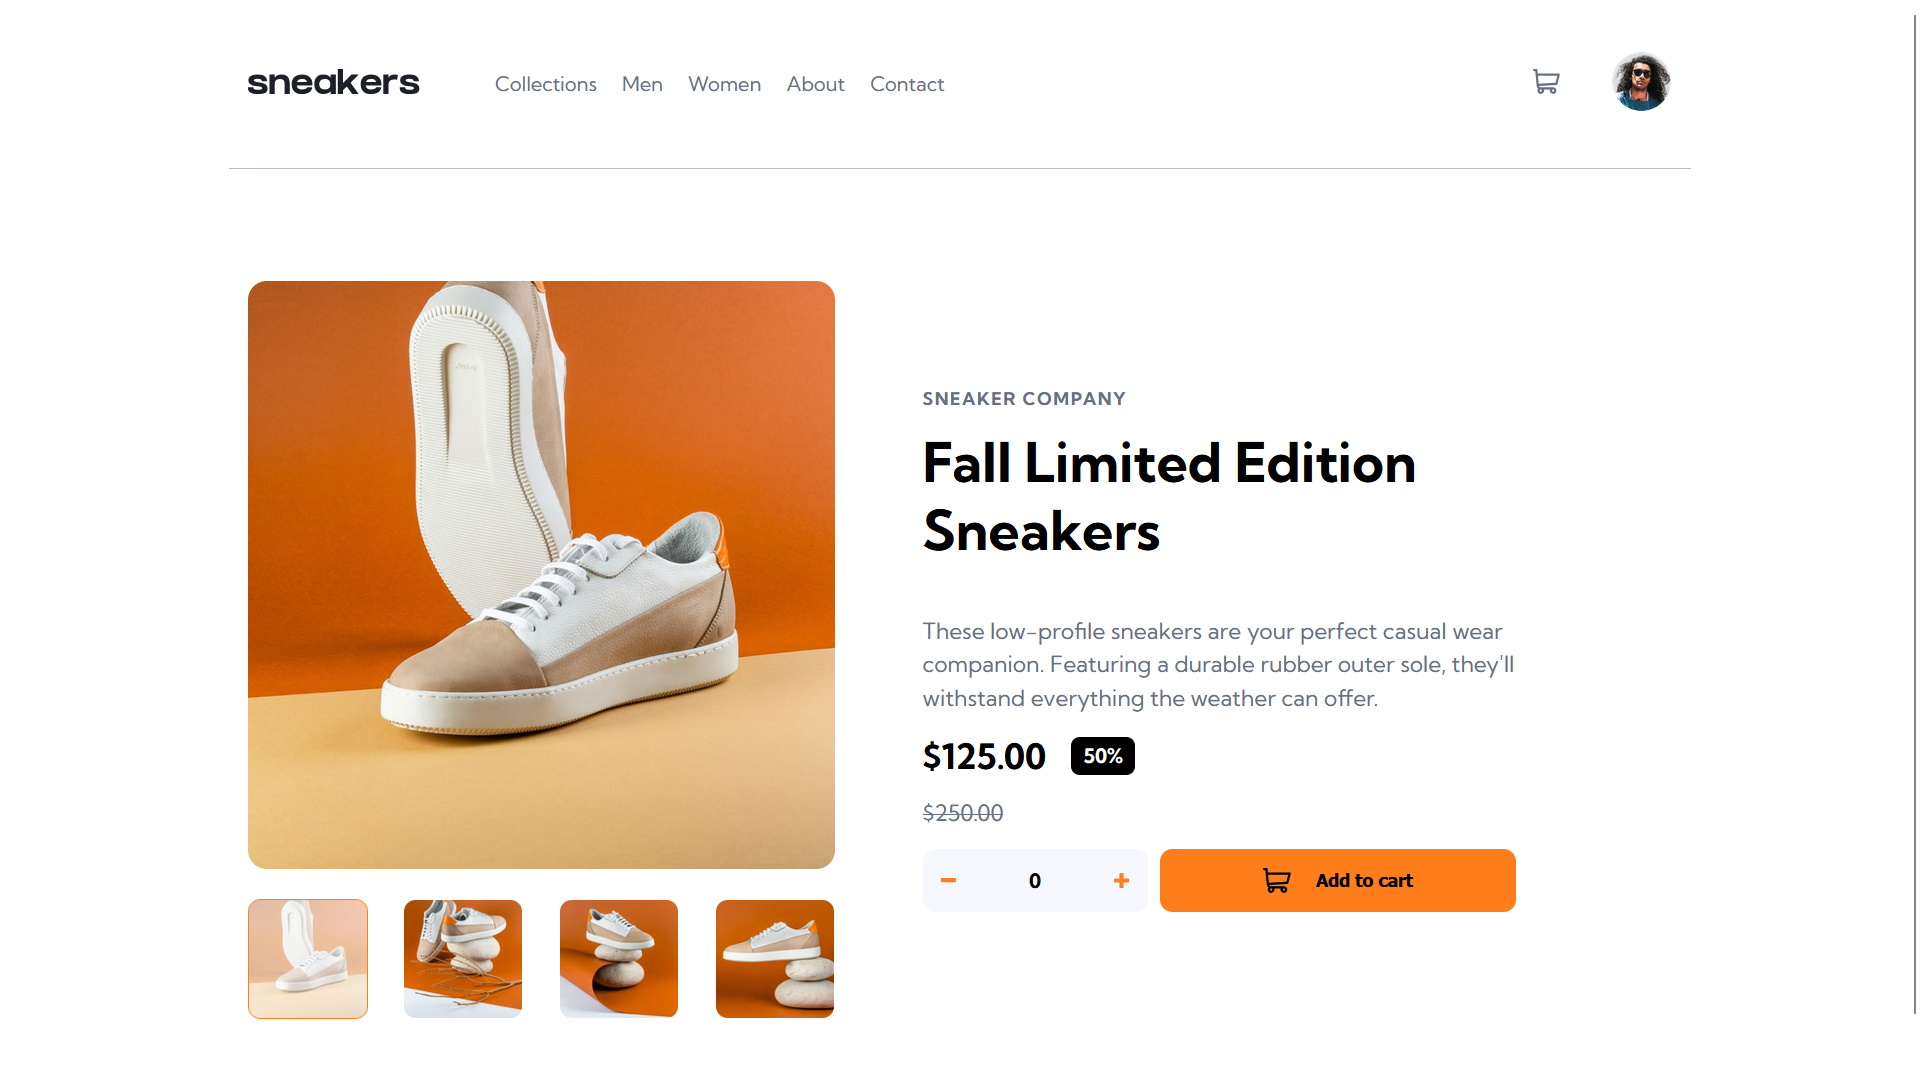 sneakers
Collections Men Women About Contact
SNEAKER COMPANY
Fall Limited Edition
Sneakers
These low-profile sneakers are your perfect casual wear
companion. Featuring a durable rubber outer sole, they'll
withstand everything the weather can offer.
$125.00 50%
$250.00
0 Add to cart